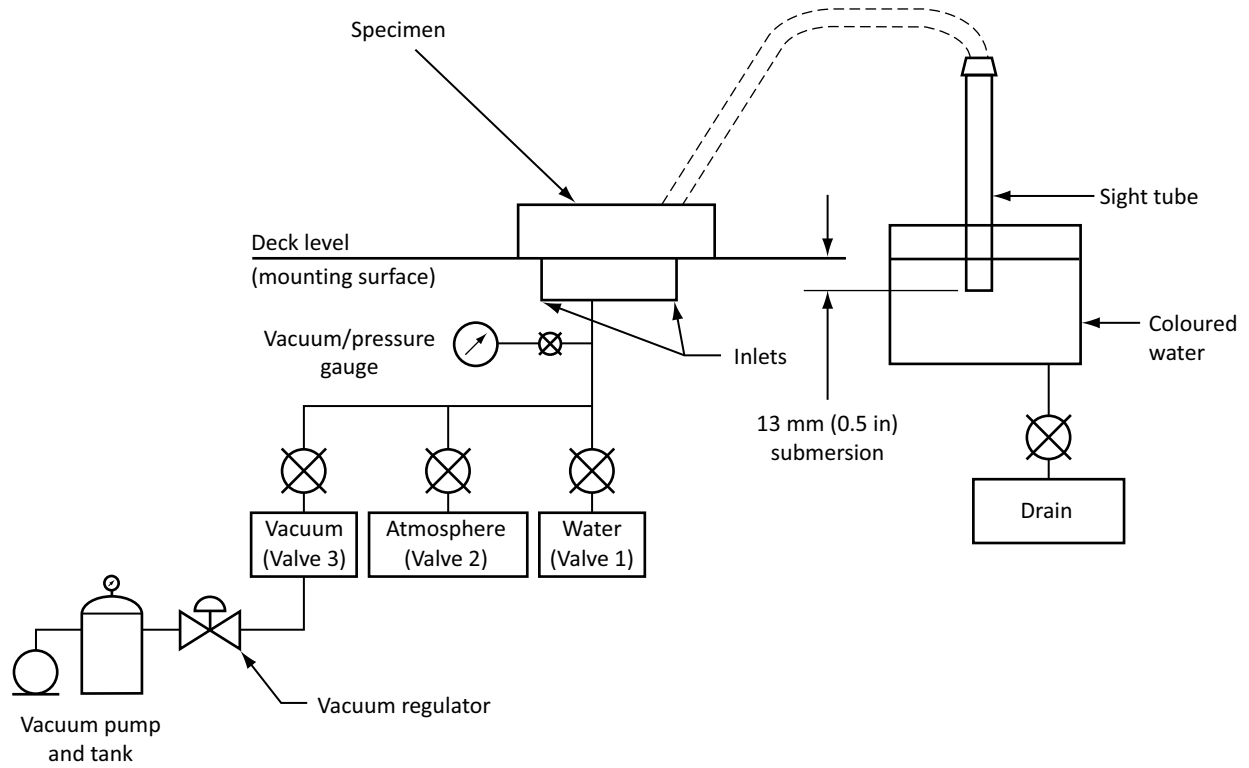 Specimen
Sight tube
Deck level
(mounting surface)
Vacuum/pressure
gauge
Inlets
Coloured
water
13 mm (0.5 in)
submersion
Vacuum
(Valve 3)
Atmosphere
(Valve 2)
Water
(Valve 1)
Drain
Vacuum regulator
Vacuum pump
and tank